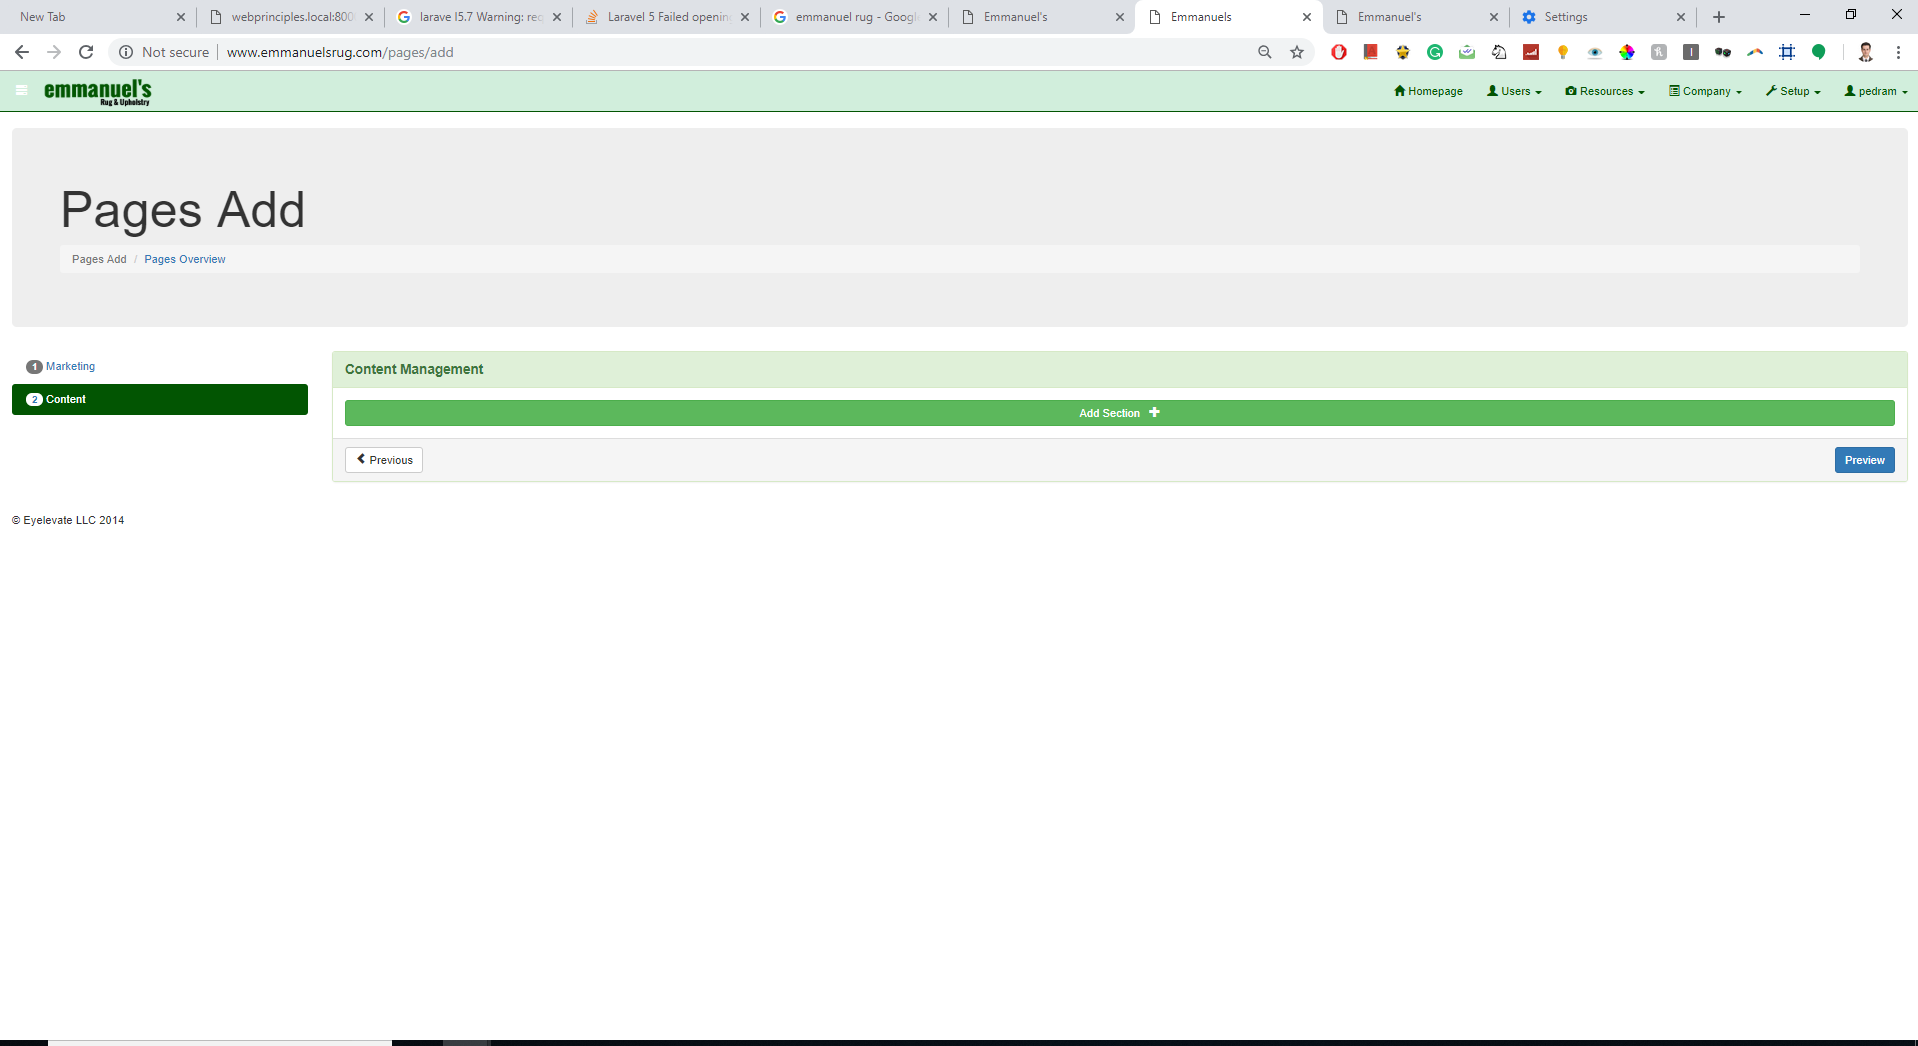 New Tab
webprinciples.local:800
larave l5.7 Warning: rec
Laravel 5 Failed opening
emmanuel rug - Google
Emmanuel's
Emmanuels
Emmanuel's
Settings
Not secure
www.emmanuelsrug.com/pages/add
emmanuel's
Rug & Upholstry
Homepage
Users
Resources
Company
Setup
pedram
Pages Add
Pages Add / Pages Overview
1 Marketing
2 Content
Content Management
Add Section
Previous
Preview
© Eyelevate LLC 2014